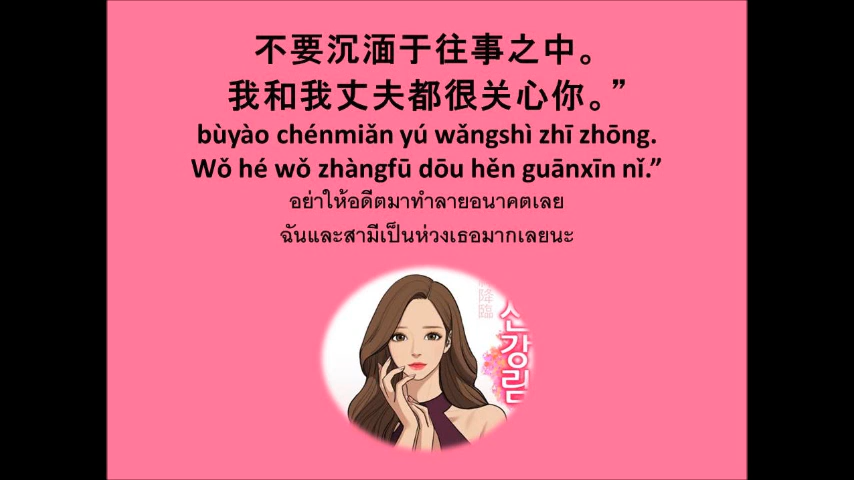 不要沉湎于往事之中。
我和我丈夫都很关心你。”
bùyào chénmiǎn yú wǎngshì zhī zhōng.
Wǒ hé wǒ zhàngfū dōu hěn guānxīn nǐ.”
อย่าให้อดีตมาทำลายอนาคตเลย
ฉันและสามีเป็นห่วงเธอมากเลยนะ
降臨
강림